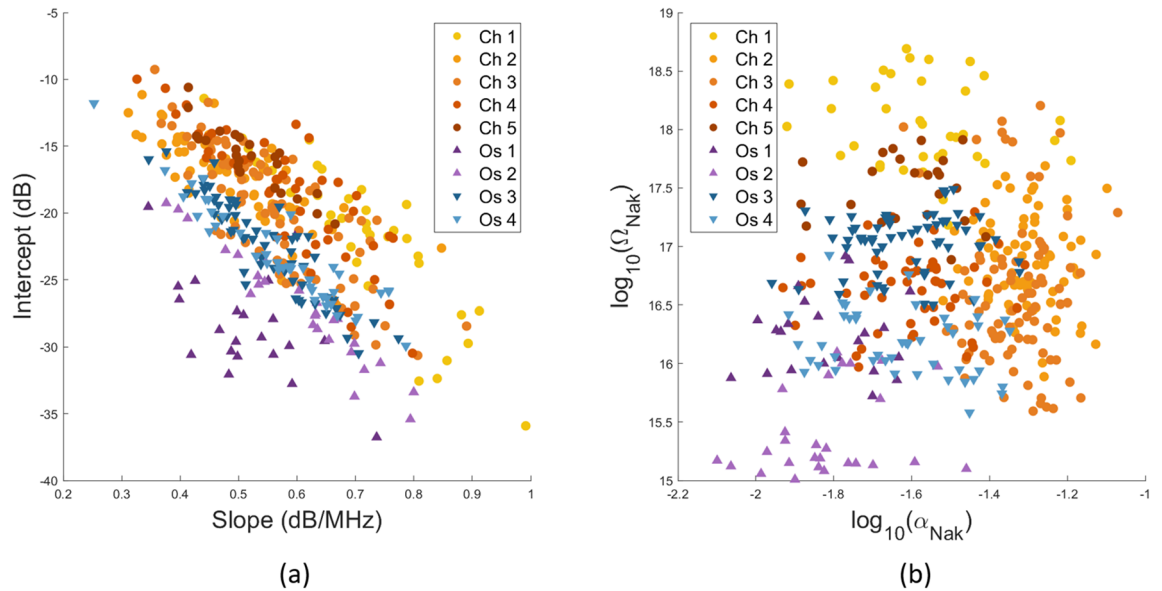 -5
-10
-15
-20
-25
-30
-35
-40
Intercept (dB)
0.2 0.3 0.4 0.5 0.6 0.7 0.8 0.9 1
Slope (dB/MHz)
Ch 1
Ch 2
Ch 3
Ch 4
Ch 5
Os 1
Os 2
Os 3
Os 4
(a)
19
18.5
18
17.5
17
16.5
16
15.5
15
log10(ΩNak)
-2.2 -2 -1.8 -1.6 -1.4 -1.2 -1
log10(αNak)
Ch 1
Ch 2
Ch 3
Ch 4
Ch 5
Os 1
Os 2
Os 3
Os 4
(b)